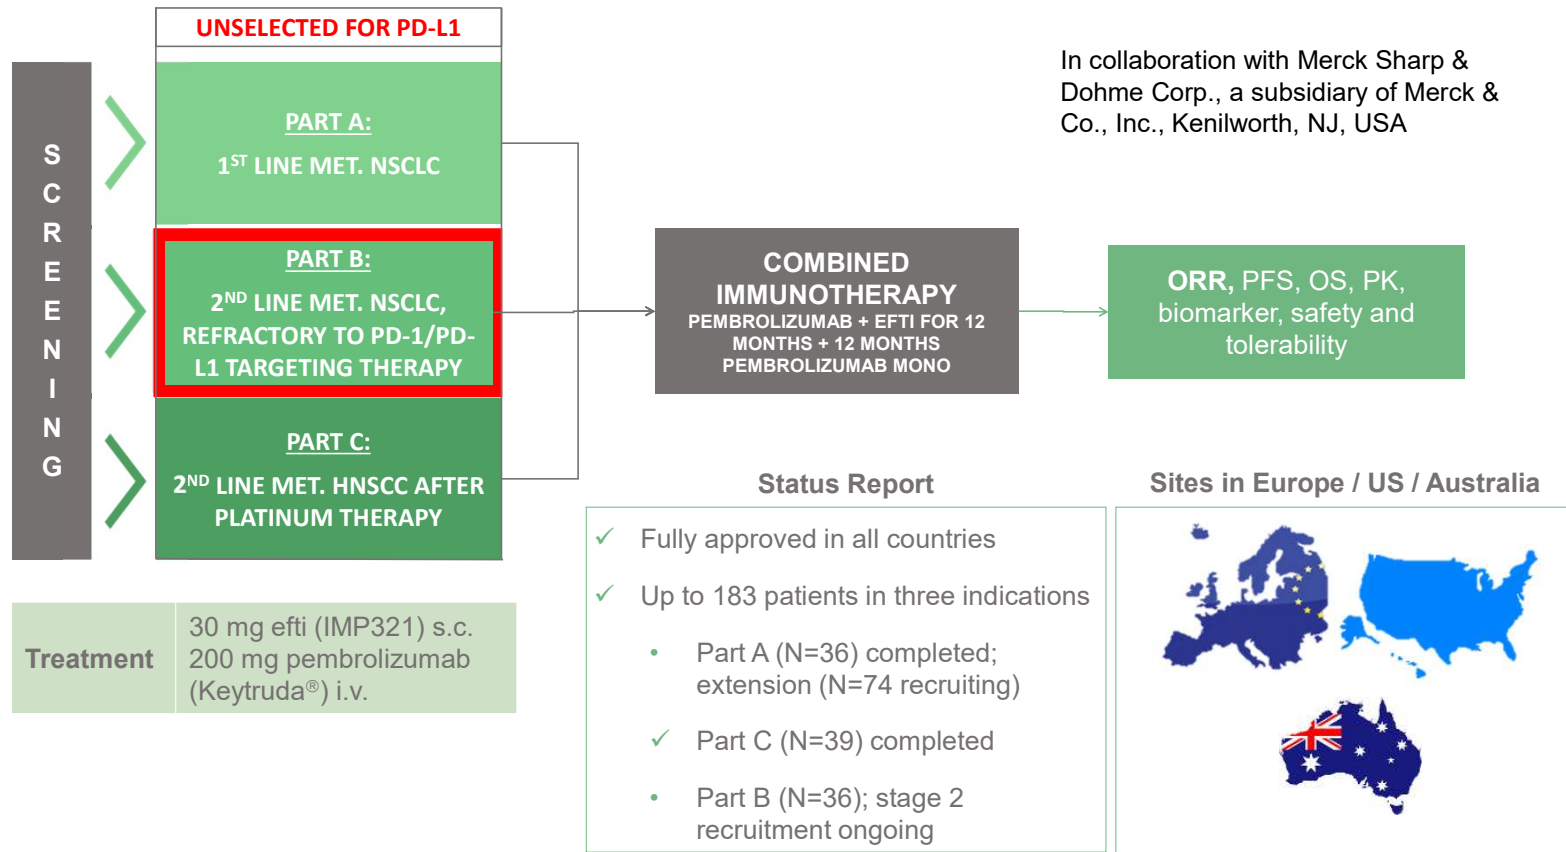 UNSELECTED FOR PD-L1
In collaboration with Merck Sharp &
Dohme Corp., a subsidiary of Merck &
Co., Inc., Kenilworth, NJ, USA
SCREENING
PART A:
1ST LINE MET. NSCLC
PART B:
2ND LINE MET. NSCLC,
REFRACTORY TO PD-1/PD-
L1 TARGETING THERAPY
PART C:
2ND LINE MET. HNSCC AFTER
PLATINUM THERAPY
COMBINED
IMMUNOTHERAPY
PEMBROLIZUMAB + EFTI FOR 12
MONTHS + 12 MONTHS
PEMBROLIZUMAB MONO
ORR, PFS, OS, PK,
biomarker, safety and
tolerability
Treatment
30 mg efti (IMP321) s.c.
200 mg pembrolizumab
(Keytruda®) i.v.
Status Report
✓ Fully approved in all countries
✓ Up to 183 patients in three indications
• Part A (N=36) completed;
extension (N=74 recruiting)
✓ Part C (N=39) completed
• Part B (N=36); stage 2
recruitment ongoing
Sites in Europe / US / Australia